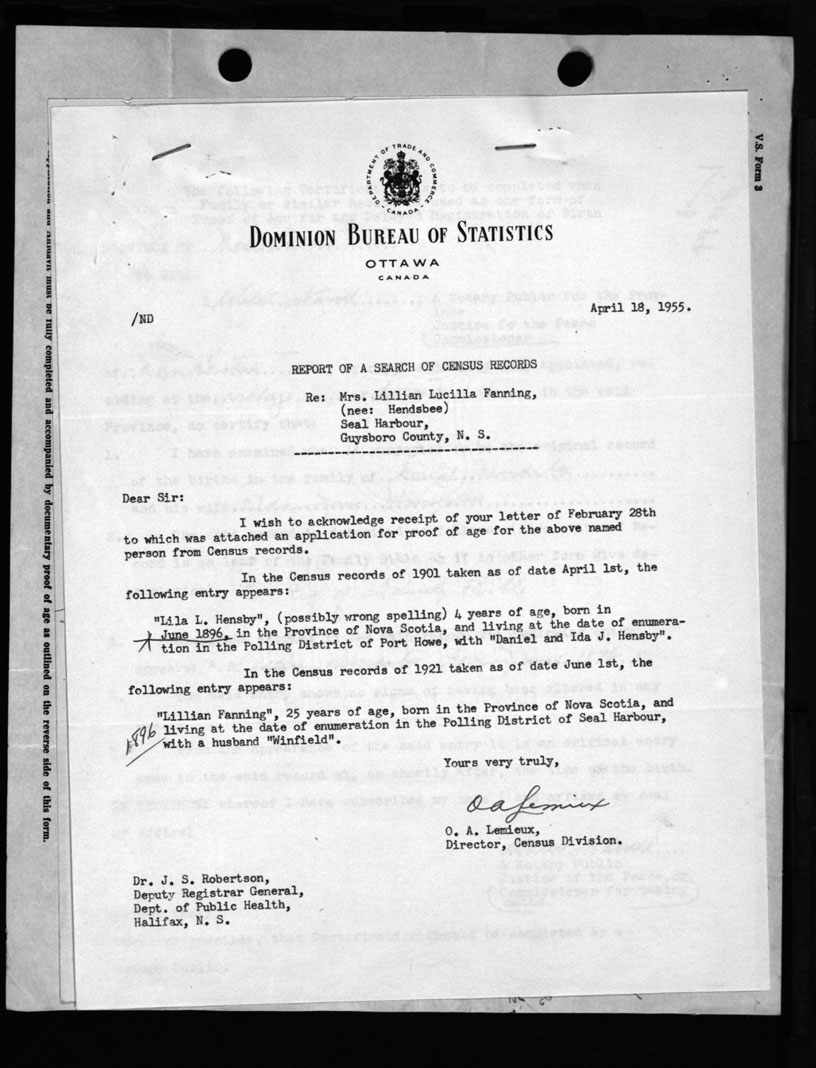 DEPARTMENT OF TRADE AND COMMERCE
CANADA
DOMINION BUREAU OF STATISTICS
OTTAWA
CANADA
V.S. Form 3
/ND
April 18, 1955.
REPORT OF A SEARCH OF CENSUS RECORDS
Re: Mrs. Lillian Lucilla Fanning,
(nee: Hendsbee)
Seal Harbour,
Guysboro County, N. S.
Dear Sir:
I wish to acknowledge receipt of your letter of February 28th
to which was attached an application for proof of age for the above named
person from Census records.
In the Census records of 1901 taken as of date April 1st, the
following entry appears:
"Lila L. Hensby", (possibly wrong spelling) 4 years of age, born in
June 1896, in the Province of Nova Scotia, and living at the date of enumera-
tion in the Polling District of Port Howe, with "Daniel and Ida J. Hensby".
In the Census records of 1921 taken as of date June 1st, the
following entry appears:
"Lillian Fanning", 25 years of age, born in the Province of Nova Scotia, and
1896 living at the date of enumeration in the Polling District of Seal Harbour,
with a husband "Winfield".
Yours very truly,
O A Lemieux
O. A. Lemieux,
Director, Census Division.
Dr. J. S. Robertson,
Deputy Registrar General,
Dept. of Public Health,
Halifax, N. S.
must be fully completed and accompanied by documentary proof of age as outlined on the reverse side of this form.